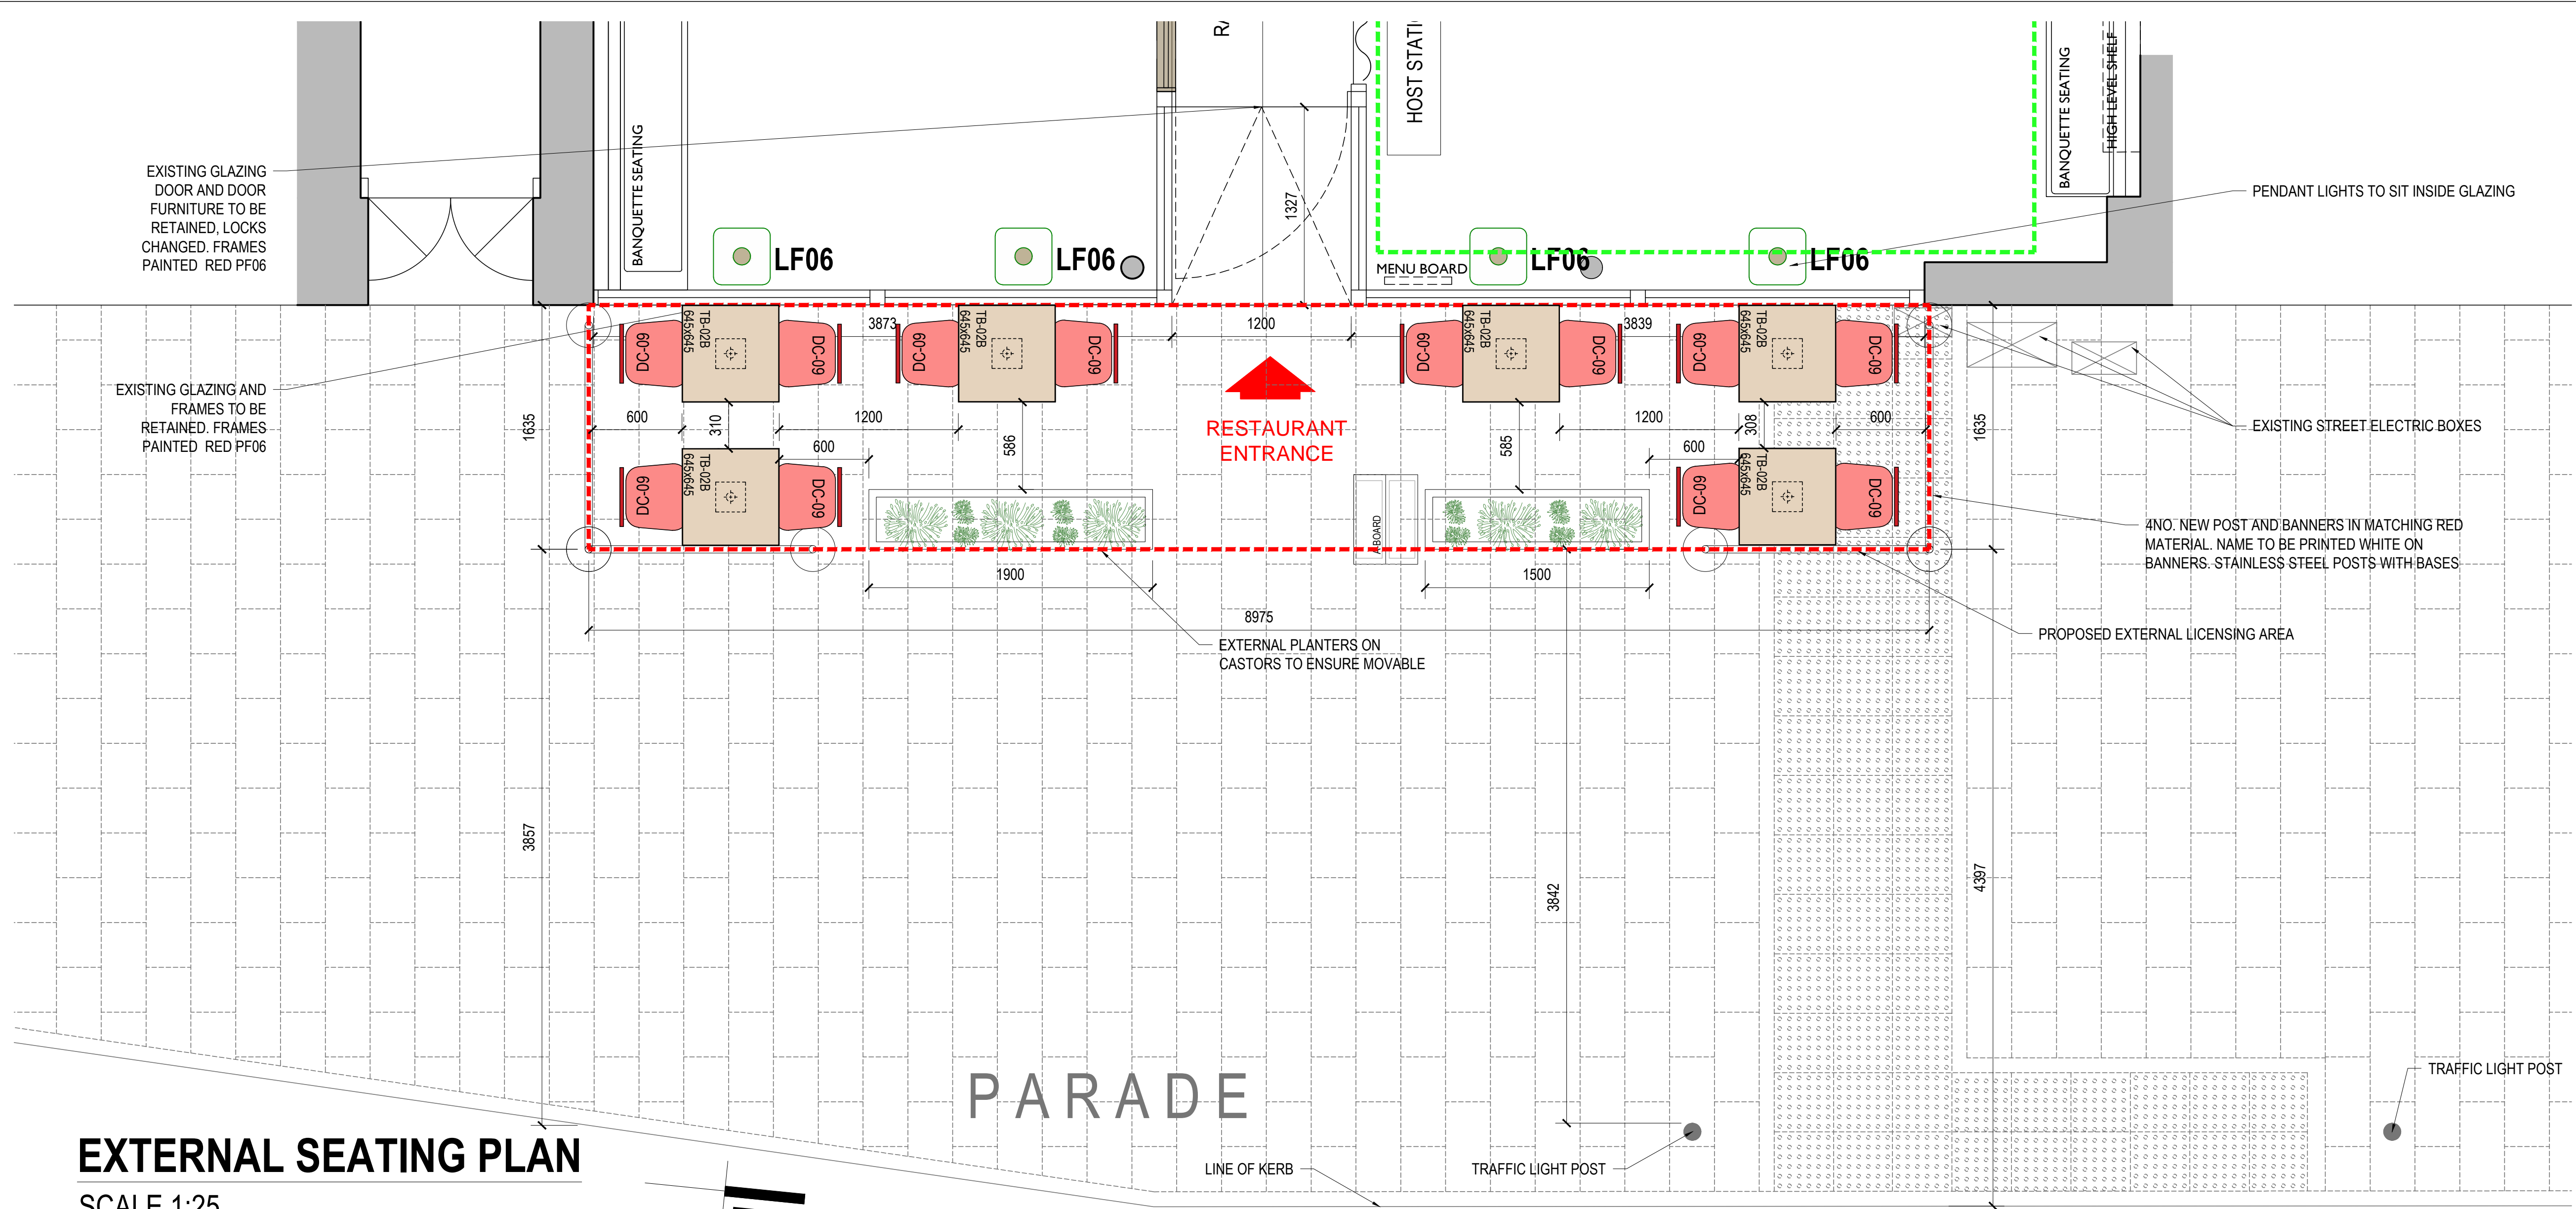 RA
HOST STATI
BANQUETTE SEATING
HIGH LEVEL SHELF
BANQUETTE SEATING
EXISTING GLAZING
DOOR AND DOOR
FURNITURE TO BE
RETAINED, LOCKS
CHANGED. FRAMES
PAINTED RED PF06
PENDANT LIGHTS TO SIT INSIDE GLAZING
1327
LF06
LF06
LF06
LF06
MENU BOARD
3873
1200
3839
DC-09
TB-02B
645x645
DC-09
DC-09
TB-02B
645x645
DC-09
DC-09
TB-02B
645x645
DC-09
DC-09
TB-02B
645x645
DC-09
EXISTING GLAZING AND
FRAMES TO BE
RETAINED. FRAMES
PAINTED RED PF06
1635
600
310
1200
600
586
RESTAURANT
ENTRANCE
585
1200
600
308
600
1635
EXISTING STREET ELECTRIC BOXES
DC-09
TB-02B
645x645
DC-09
A-BOARD
DC-09
TB-02B
645x645
DC-09
4NO. NEW POST AND BANNERS IN MATCHING RED
MATERIAL. NAME TO BE PRINTED WHITE ON
BANNERS. STAINLESS STEEL POSTS WITH BASES
1900
1500
8975
EXTERNAL PLANTERS ON
CASTORS TO ENSURE MOVABLE
PROPOSED EXTERNAL LICENSING AREA
3857
3842
4397
PARADE
TRAFFIC LIGHT POST
EXTERNAL SEATING PLAN
SCALE 1:25
LINE OF KERB
TRAFFIC LIGHT POST